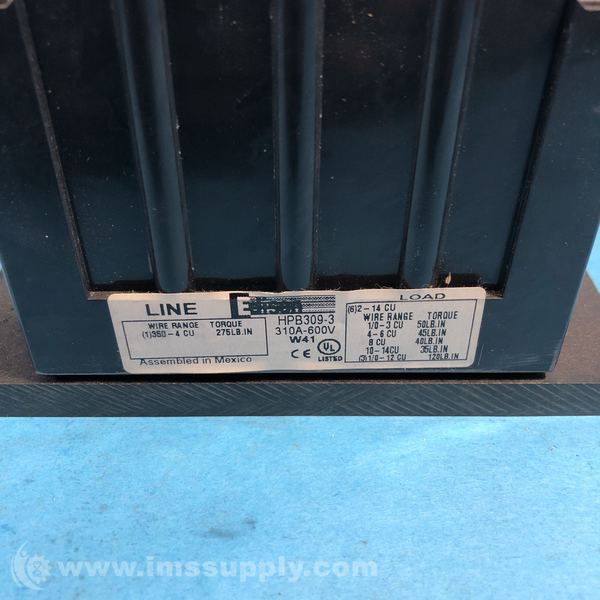 LINE
WIRE RANGE TORQUE
(1)350-4 CU 275LB.IN
Assembled in Mexico
HPB309-3
310A-600V
W41
CE UL LISTED
LOAD
(6)2-14 CU
WIRE RANGE TORQUE
1/0-3 CU 50LB.IN
4-6 CU 45LB.IN
8 CU 40LB.IN
10-14CU 35LB.IN
(3)1/0-12 CU 120LB.IN
www.imssupply.com